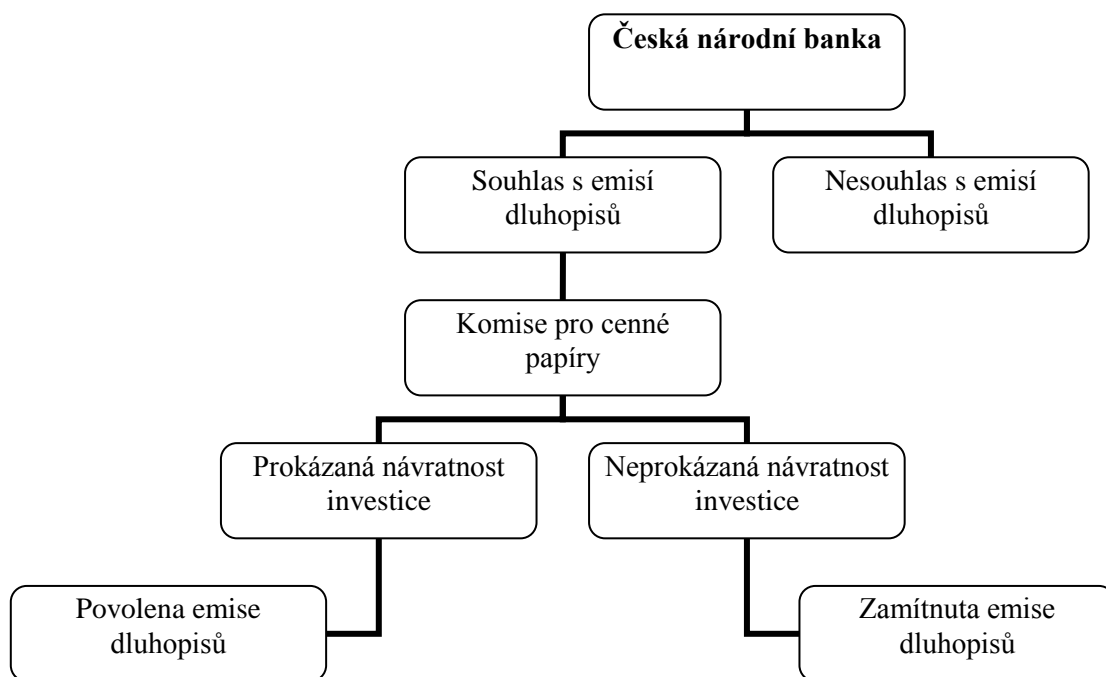 Česká národní banka
Souhlas s emisí
dluhopisů
Nesouhlas s emisí
dluhopisů
Komise pro cenné
papíry
Prokázaná návratnost
investice
Neprokázaná návratnost
investice
Povolena emise
dluhopisů
Zamítnuta emise
dluhopisů